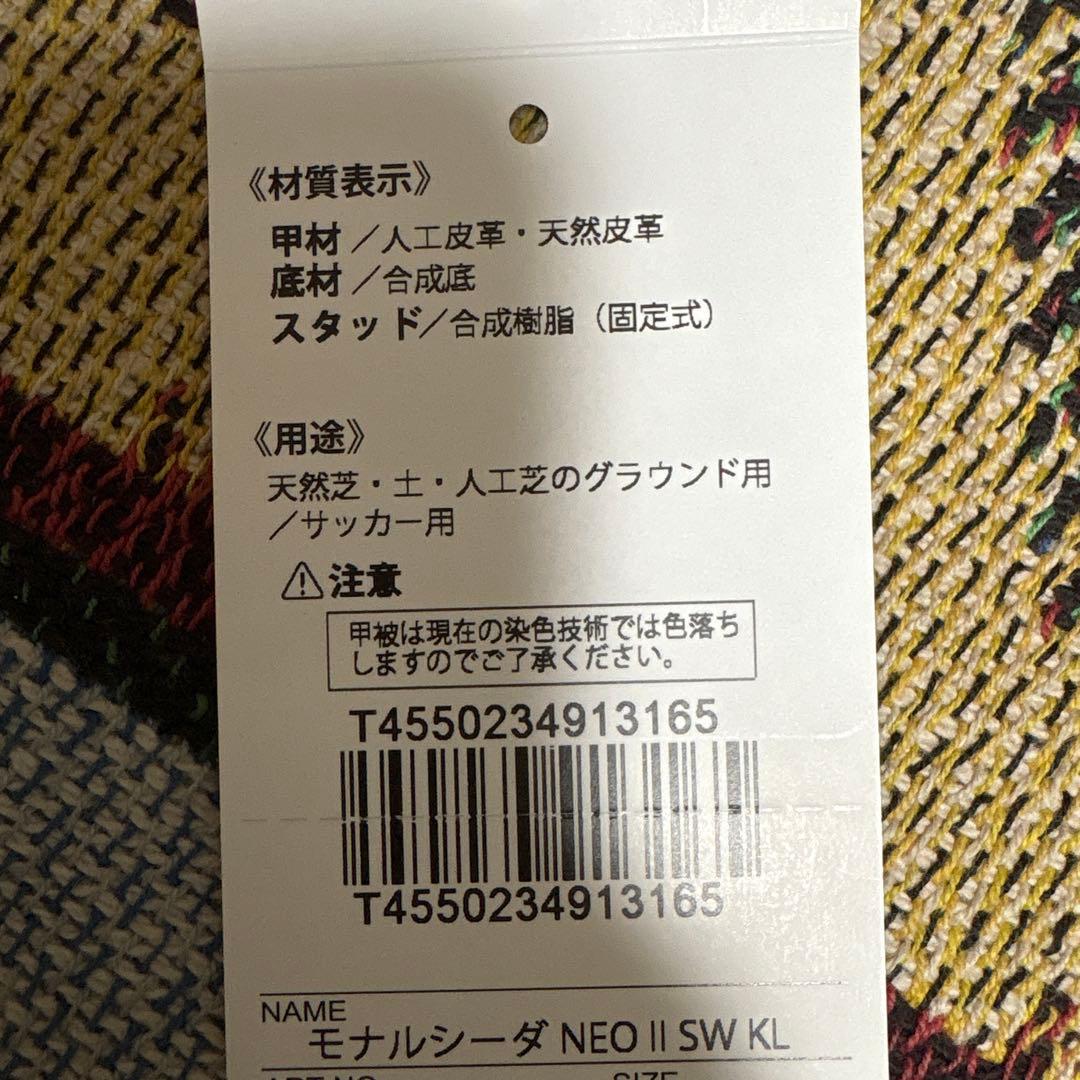 《材質表示》
甲材／人工皮革・天然皮革
底材／合成底
スタッド／合成樹脂（固定式）
《用途》
天然芝・土・人工芝のグラウンド用
／サッカー用
⚠注意
甲被は現在の染色技術では色落ち
しますのでご了承ください。
T4550234913165
T4550234913165
NAME
モナルシーダ NEO II SW KL